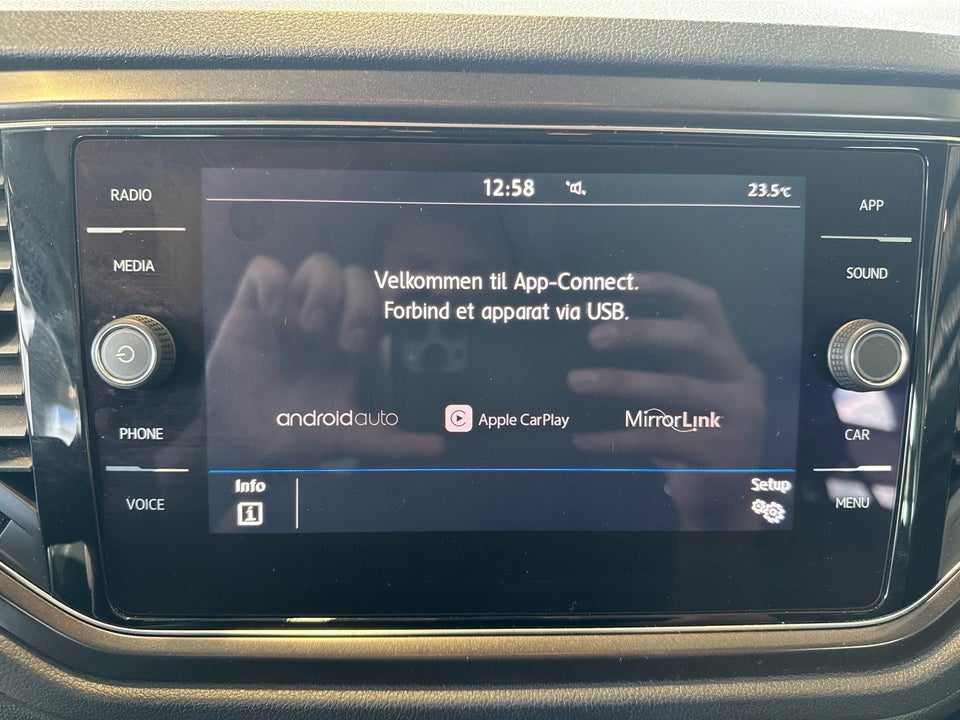 12:58
23.5°C
RADIO
MEDIA
PHONE
VOICE
Velkommen til App-Connect.
Forbind et apparat via USB.
androidauto
Apple CarPlay
MirrorLink
Info
Setup
APP
SOUND
CAR
MENU